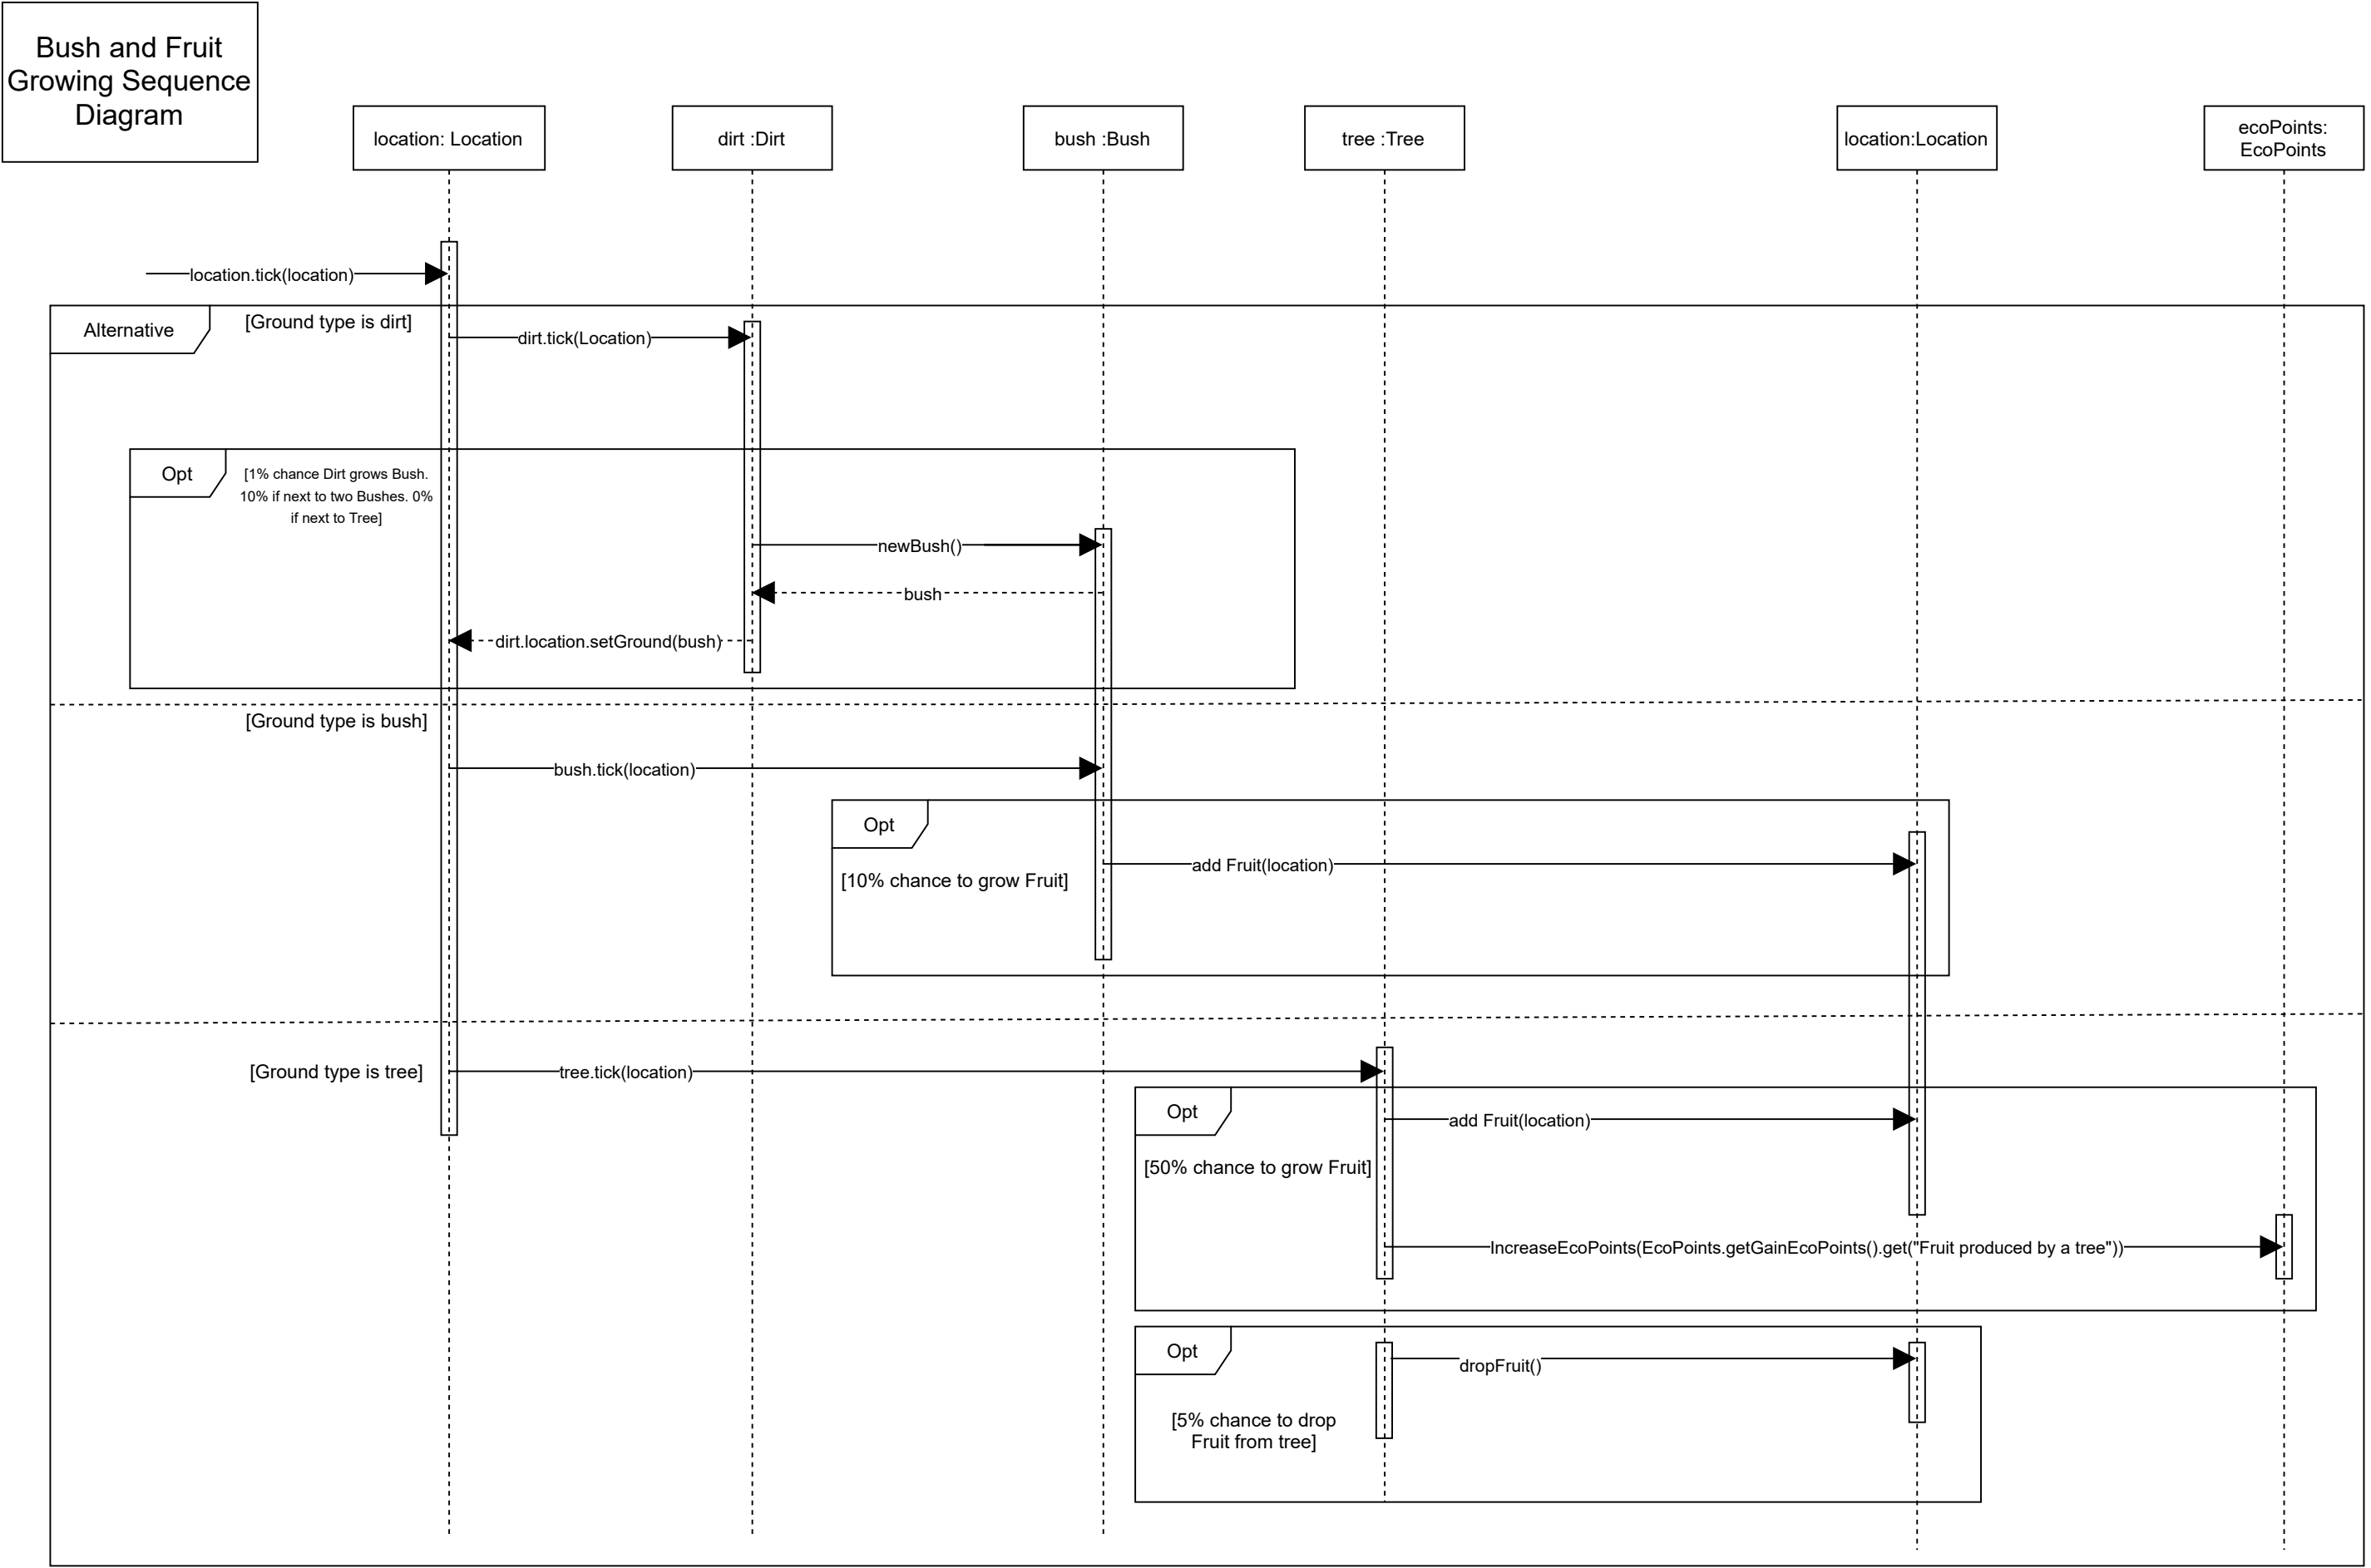 Bush and Fruit
Growing Sequence
Diagram
location: Location
dirt :Dirt
bush :Bush
tree :Tree
location:Location
ecoPoints:
EcoPoints
location.tick(location)
Alternative
[Ground type is dirt]
dirt.tick(Location)
Opt
[1% chance Dirt grows Bush.
10% if next to two Bushes. 0%
if next to Tree]
newBush()
bush
dirt.location.setGround(bush)
[Ground type is bush]
bush.tick(location)
Opt
add Fruit(location)
[10% chance to grow Fruit]
[Ground type is tree]
tree.tick(location)
Opt
add Fruit(location)
[50% chance to grow Fruit]
IncreaseEcoPoints(EcoPoints.getGainEcoPoints().get("Fruit produced by a tree"))
Opt
dropFruit()
[5% chance to drop
Fruit from tree]